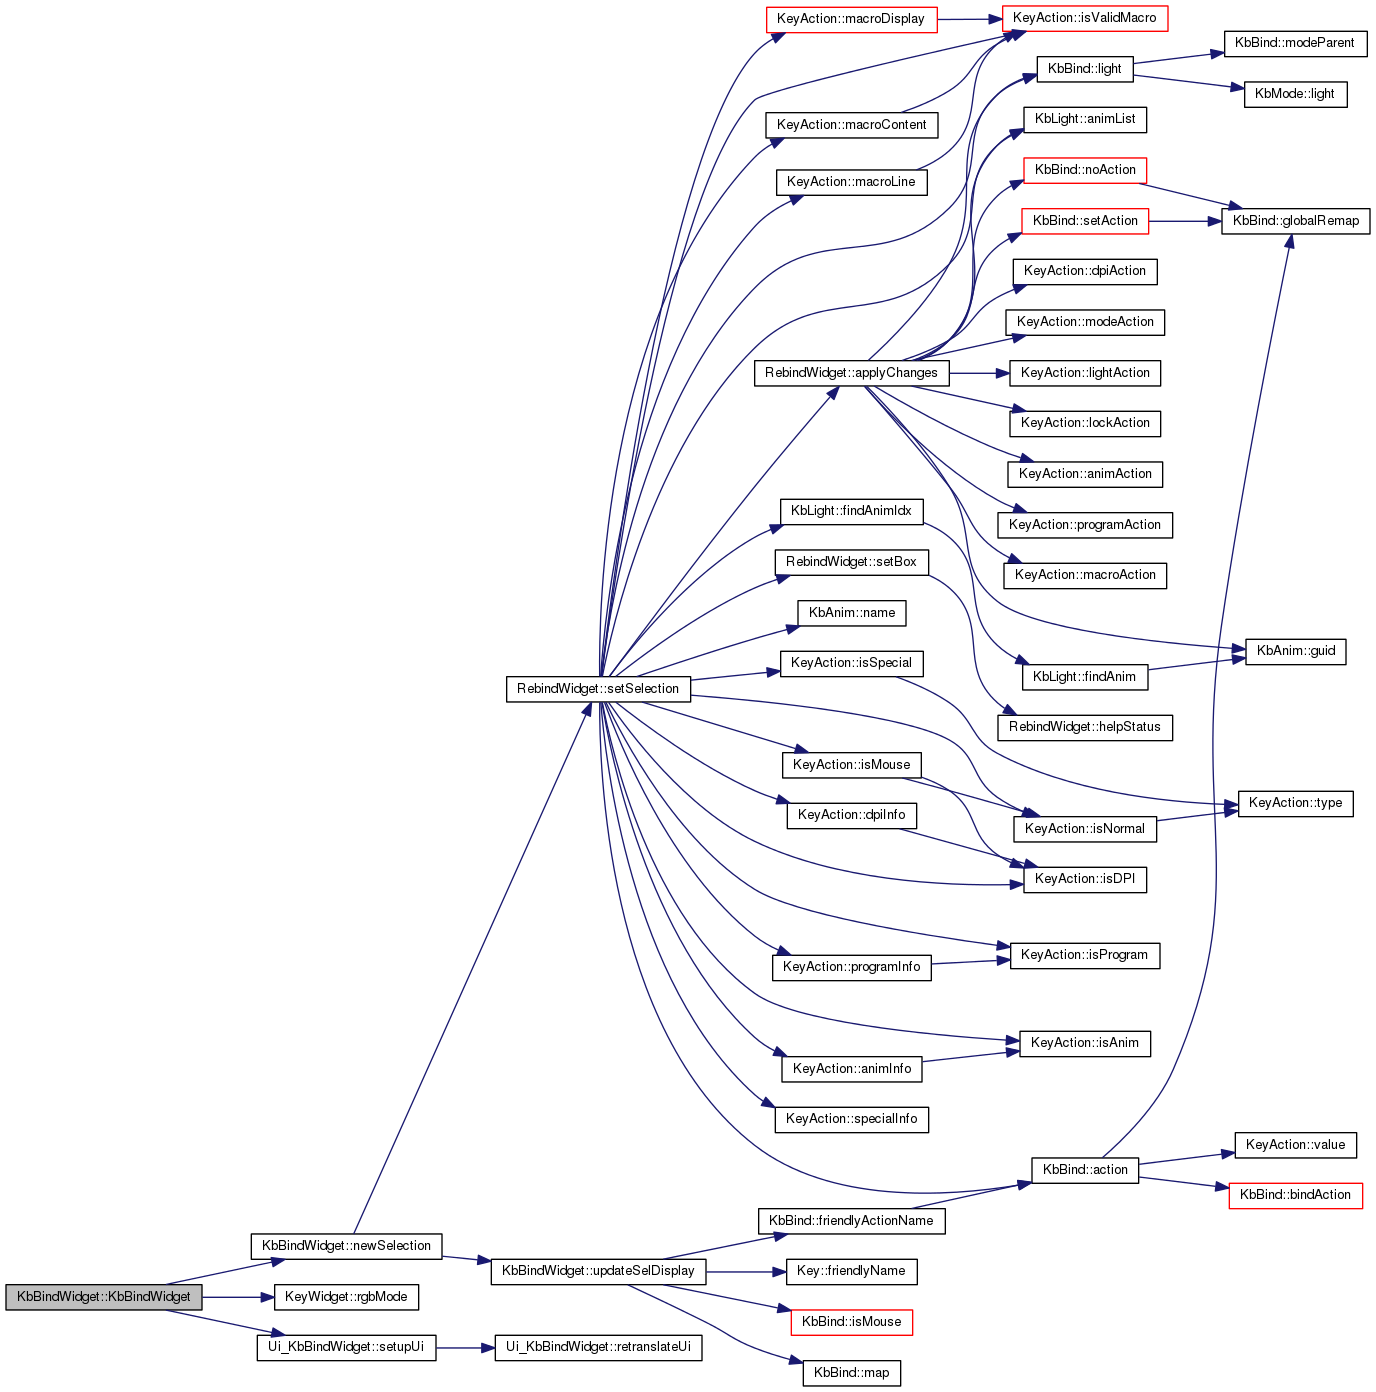 KeyAction::macroDisplay
KeyAction::isValidMacro
KbBind::modeParent
KbBind::light
KbMode::light
KeyAction::macroContent
KbLight::animList
KeyAction::macroLine
KbBind::noAction
KbBind::setAction
KbBind::globalRemap
KeyAction::dpiAction
KeyAction::modeAction
RebindWidget::applyChanges
KeyAction::lightAction
KeyAction::lockAction
KeyAction::animAction
KbLight::findAnimIdx
KeyAction::programAction
RebindWidget::setBox
KeyAction::macroAction
KbAnim::name
KbAnim::guid
KeyAction::isSpecial
KbLight::findAnim
RebindWidget::setSelection
RebindWidget::helpStatus
KeyAction::isMouse
KeyAction::type
KeyAction::dpiInfo
KeyAction::isNormal
KeyAction::isDPI
KeyAction::isProgram
KeyAction::programInfo
KeyAction::isAnim
KeyAction::animInfo
KeyAction::specialInfo
KeyAction::value
KbBind::action
KbBind::bindAction
KbBind::friendlyActionName
KbBindWidget::newSelection
KbBindWidget::updateSelDisplay
Key::friendlyName
KbBindWidget::KbBindWidget
KeyWidget::rgbMode
KbBind::isMouse
Ui_KbBindWidget::setupUi
Ui_KbBindWidget::retranslateUi
KbBind::map